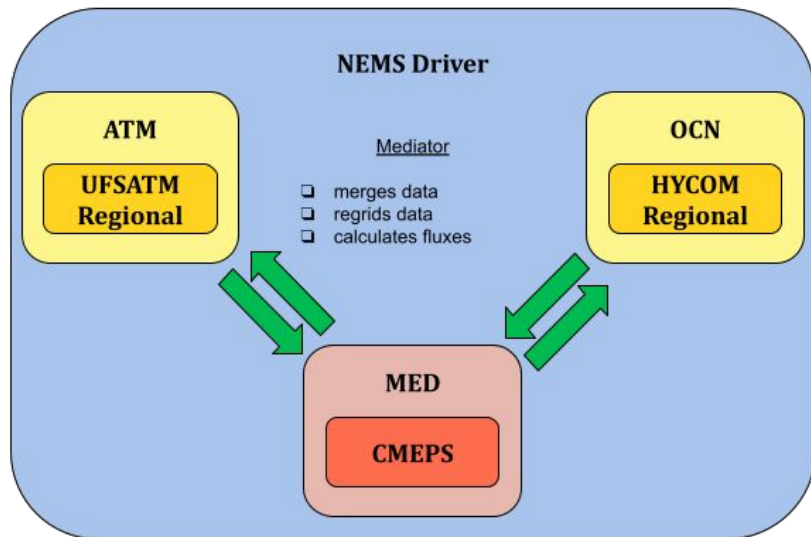 NEMS Driver
ATM
UFSATM
Regional
Mediator
❑ merges data
❑ regrids data
❑ calculates fluxes
OCN
HYCOM
Regional
MED
CMEPS